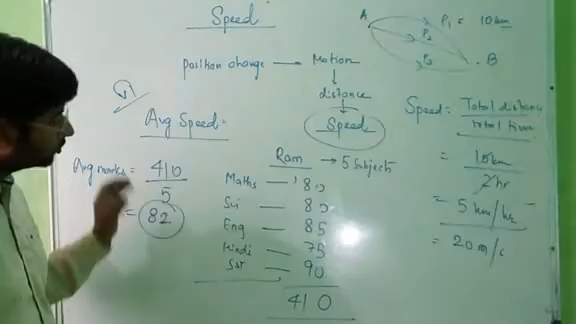 Speed
A
P1 = 10 km
P2
P3
B
position change → Motion
distance
Speed
Avg Speed =
Speed = Total distance
total time
= 10 km
2 hr
= 5 km/hr
= 20 m/s
Avg marks = 410
5
= 82
Ram → 5 Subjects
Maths — 80
Sci — 80
Eng — 85
Hindi — 75
Sst — 90
410